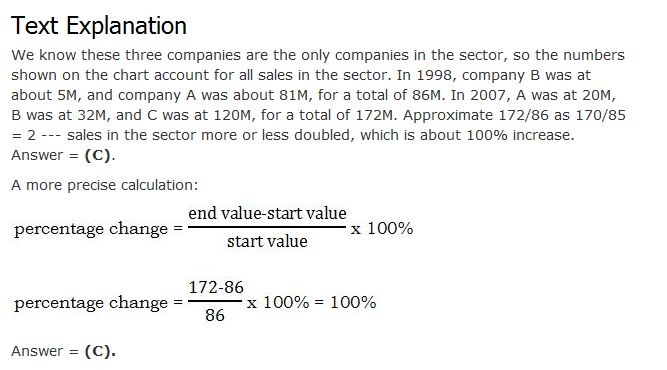 Text Explanation
We know these three companies are the only companies in the sector, so the numbers
shown on the chart account for all sales in the sector. In 1998, company B was at
about 5M, and company A was about 81M, for a total of 86M. In 2007, A was at 20M,
B was at 32M, and C was at 120M, for a total of 172M. Approximate 172/86 as 170/85
= 2 --- sales in the sector more or less doubled, which is about 100% increase.
Answer = (C).
A more precise calculation:
end value-start value
percentage change = x 100%
start value
172-86
percentage change = x 100% = 100%
86
Answer = (C).